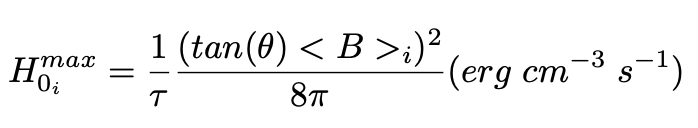 $H_{0_i}^{max} = \frac{1}{\tau} \frac{(tan(\theta) < B >_i)^2}{8\pi} (erg\ cm^{-3}\ s^{-1})$